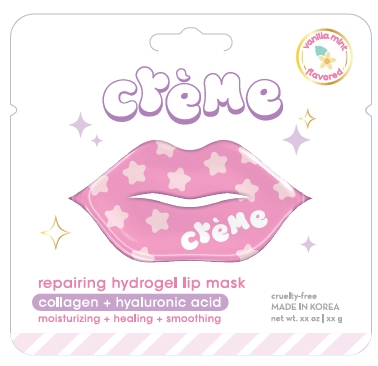 vanilla mint
flavored
crème
crème
repairing hydrogel lip mask
collagen + hyaluronic acid
moisturizing + healing + smoothing
cruelty-free
MADE IN KOREA
net wt. xx oz | xx g